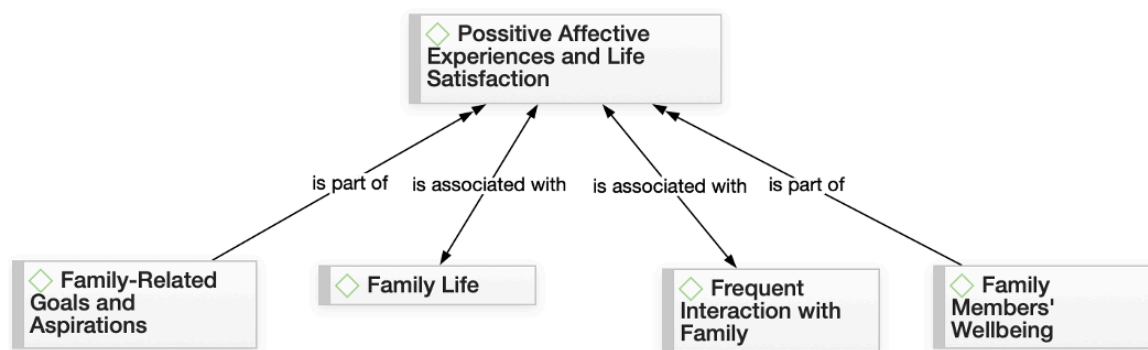 Possitive Affective
Experiences and Life
Satisfaction
is part of
is associated with
is associated with
is part of
Family-Related
Goals and
Aspirations
Family Life
Frequent
Interaction with
Family
Family
Members'
Wellbeing